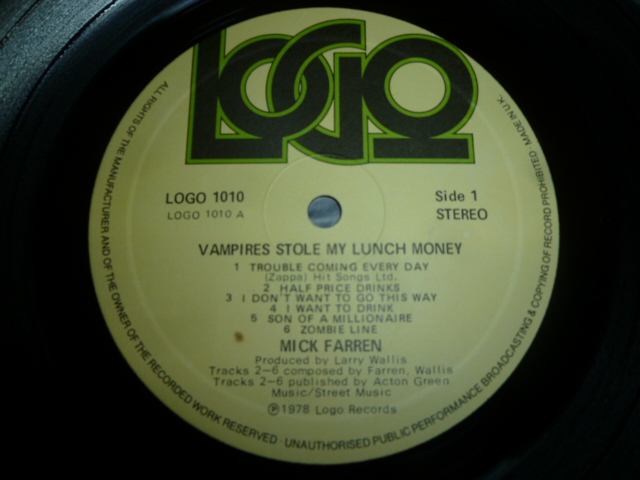 LOGO
LOGO 1010
LOGO 1010 A
Side 1
STEREO
VAMPIRES STOLE MY LUNCH MONEY
1 TROUBLE COMING EVERY DAY
(Zappa) Hit Songs Ltd.
2 HALF PRICE DRINKS
3 I DON'T WANT TO GO THIS WAY
4 I WANT TO DRINK
5 SON OF A MILLIONAIRE
6 ZOMBIE LINE
MICK FARREN
Produced by Larry Wallis
Tracks 2-6 composed by Farren, Wallis
Tracks 2-6 published by Acton Green
Music/Street Music
℗1978 Logo Records
ALL RIGHTS OF THE MANUFACTURER AND OF THE OWNER OF THE RECORDED WORK RESERVED · UNAUTHORISED PUBLIC PERFORMANCE BROADCASTING & COPYING OF RECORD PROHIBITED. MADE IN U.K.